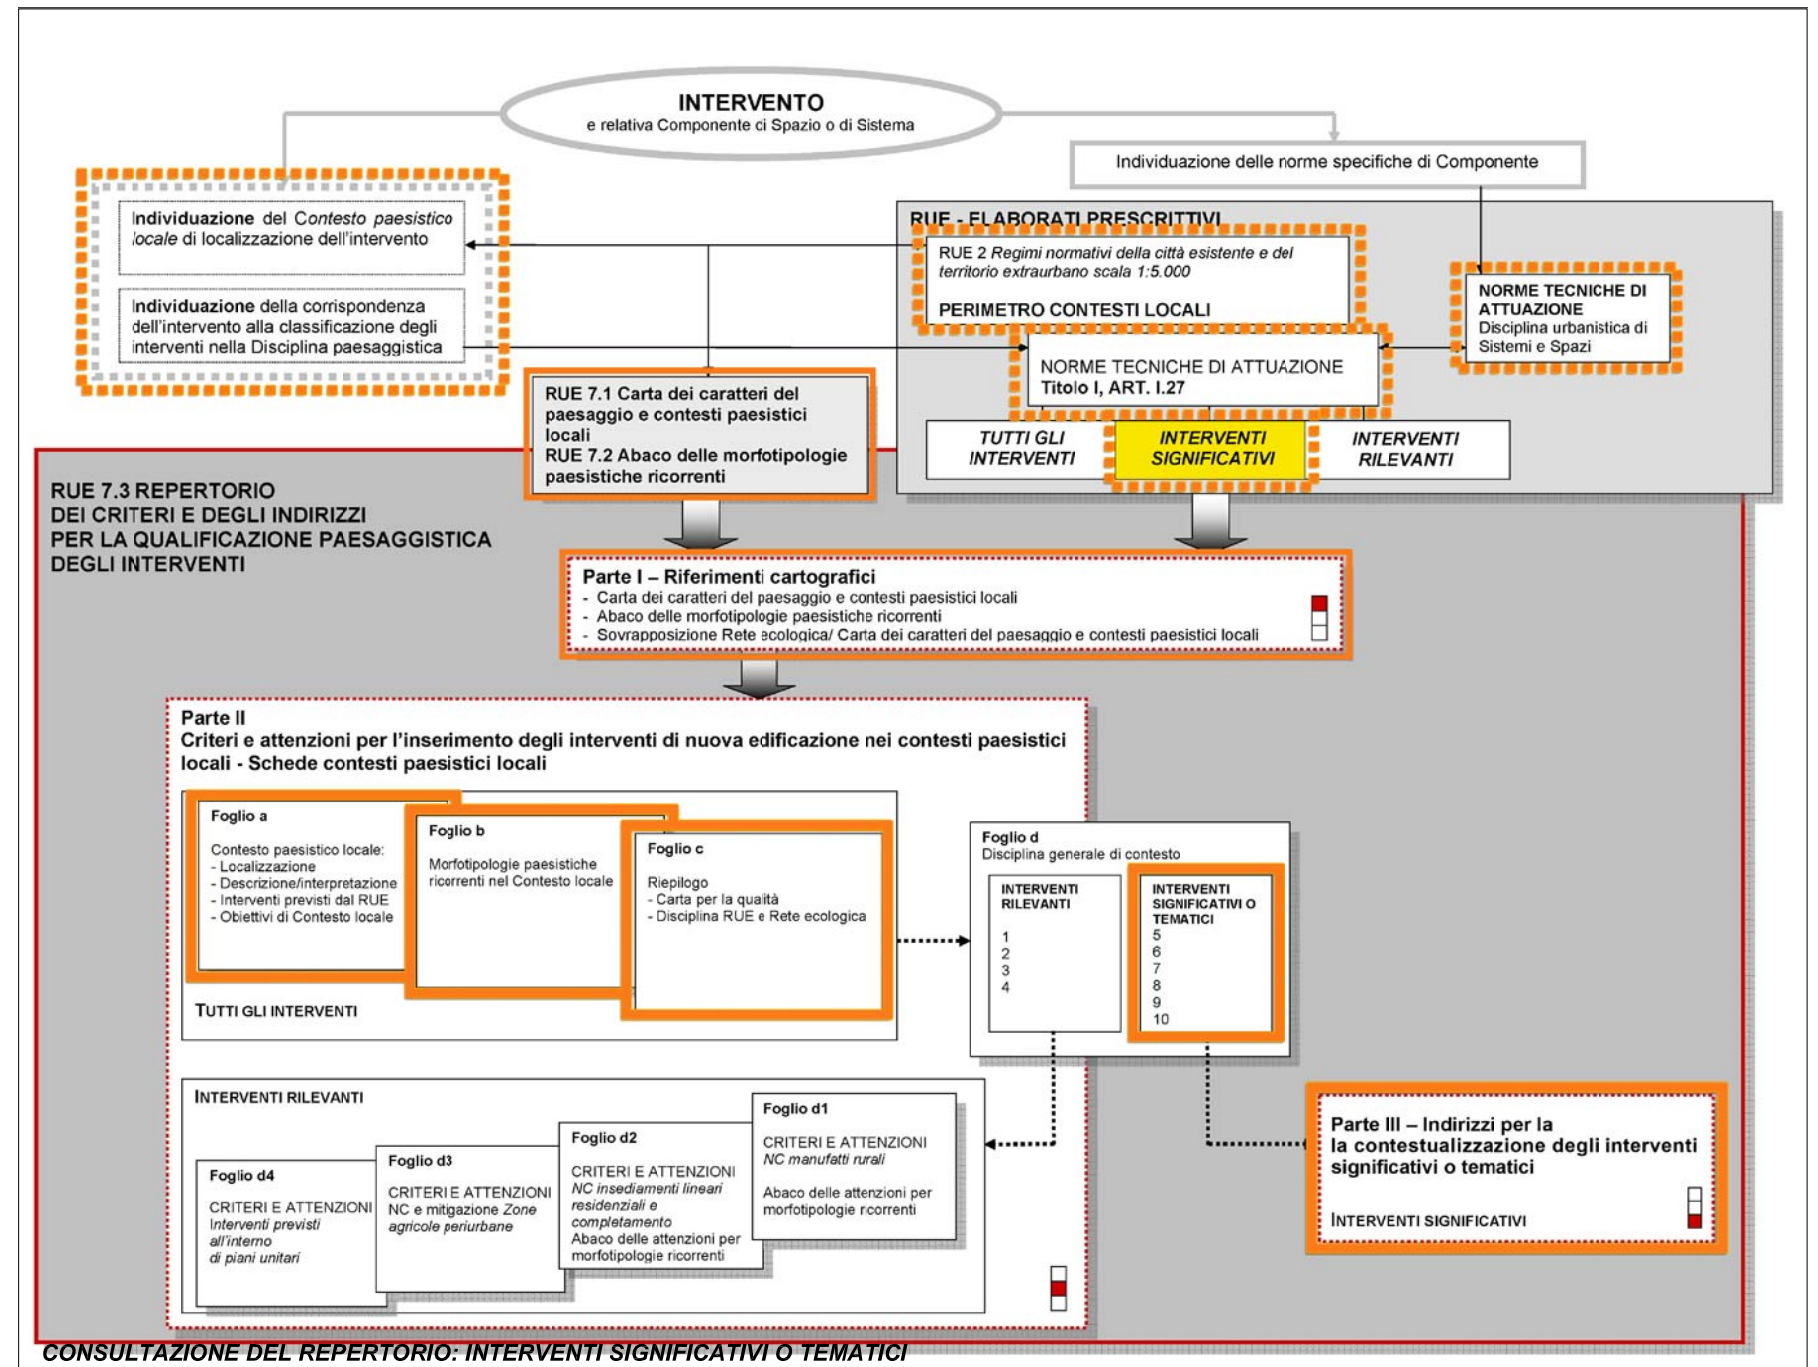 INTERVENTO
e relativa Componente ci Spazio o di Sistema
Individuazione delle norme specifiche di Componente
Individuazione del Contesto paesistico
locale di localizzazione dell'intervento
Individuazione della corrispondenza
dell'intervento alla classificazione degli
interventi nella Disciplina paesaggistica
RUE - ELABORATI PRESCRITTIVI
RUE 2 Regimi normativi della città esistente e del
territorio extraurbano scala 1:5.000
PERIMETRO CONTESTI LOCALI
NORME TECNICHE DI
ATTUAZIONE
Disciplina urbanistica di
Sistemi e Spazi
NORME TECNICHE DI ATTUAZIONE
Titolo I, ART. I.27
TUTTI GLI
INTERVENTI
INTERVENTI
SIGNIFICATIVI
INTERVENTI
RILEVANTI
RUE 7.1 Carta dei caratteri del
paesaggio e contesti paesistici
locali
RUE 7.2 Abaco delle morfotipologie
paesistiche ricorrenti
RUE 7.3 REPERTORIO
DEI CRITERI E DEGLI INDIRIZZI
PER LA QUALIFICAZIONE PAESAGGISTICA
DEGLI INTERVENTI
Parte I – Riferimenti cartografici
- Carta dei caratteri del paesaggio e contesti paesistici locali
- Abaco delle morfotipologie paesistiche ricorrenti
- Sovrapposizione Rete ecologica/ Carta dei caratteri del paesaggio e contesti paesistici locali
Parte II
Criteri e attenzioni per l'inserimento degli interventi di nuova edificazione nei contesti paesistici
locali - Schede contesti paesistici locali
Foglio a
Contesto paesistico locale:
- Localizzazione
- Descrizione/interpretazione
- Interventi previsti dal RUE
- Obiettivi di Contesto locale
Foglio b
Morfotipologie paesistiche
ricorrenti nel Contesto locale
Foglio c
Riepilogo
- Carta per la qualità
- Disciplina RUE e Rete ecologica
TUTTI GLI INTERVENTI
Foglio d
Disciplina generale di contesto
INTERVENTI
RILEVANTI
1
2
3
4
INTERVENTI
SIGNIFICATIVI O
TEMATICI
5
6
7
8
9
10
INTERVENTI RILEVANTI
Foglio d4
CRITERI E ATTENZIONI
Interventi previsti
all'interno
di piani unitari
Foglio d3
CRITERI E ATTENZIONI
NC e mitigazione Zone
agricole periurbane
Foglio d2
CRITERI E ATTENZIONI
NC insediamenti lineari
residenziali e
completamento
Abaco delle attenzioni per
morfotipologie ricorrenti
Foglio d1
CRITERI E ATTENZIONI
NC manufatti rurali
Abaco delle attenzioni per
morfotipologie ricorrenti
Parte III – Indirizzi per la
la contestualizzazione degli interventi
significativi o tematici
INTERVENTI SIGNIFICATIVI
CONSULTAZIONE DEL REPERTORIO: INTERVENTI SIGNIFICATIVI O TEMATICI